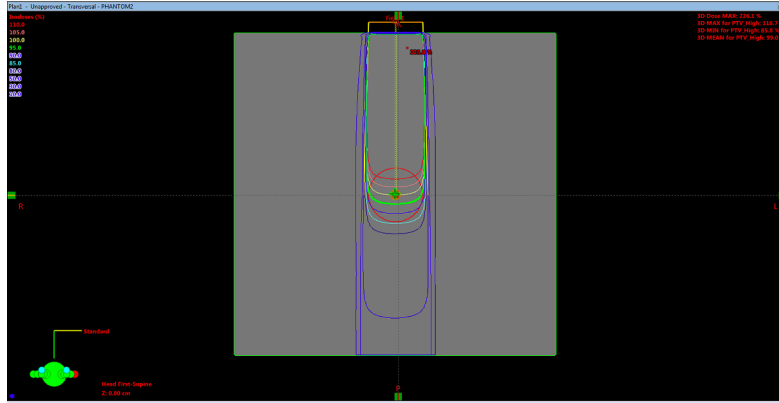 Plan1 - Unapproved - Transversal - PHANTOM2
Isodoses (%)
110.0
105.0
100.0
95.0
90.0
85.0
80.0
50.0
30.0
10.0
3D Dose MAX: 228.1 %
3D MAX for PTV_High: 118.7
3D MIN for PTV_High: 85.6 %
3D MEAN for PTV_High: 99.0
R
L
P
Standard
Head First-Supine
Z: 0.00 cm